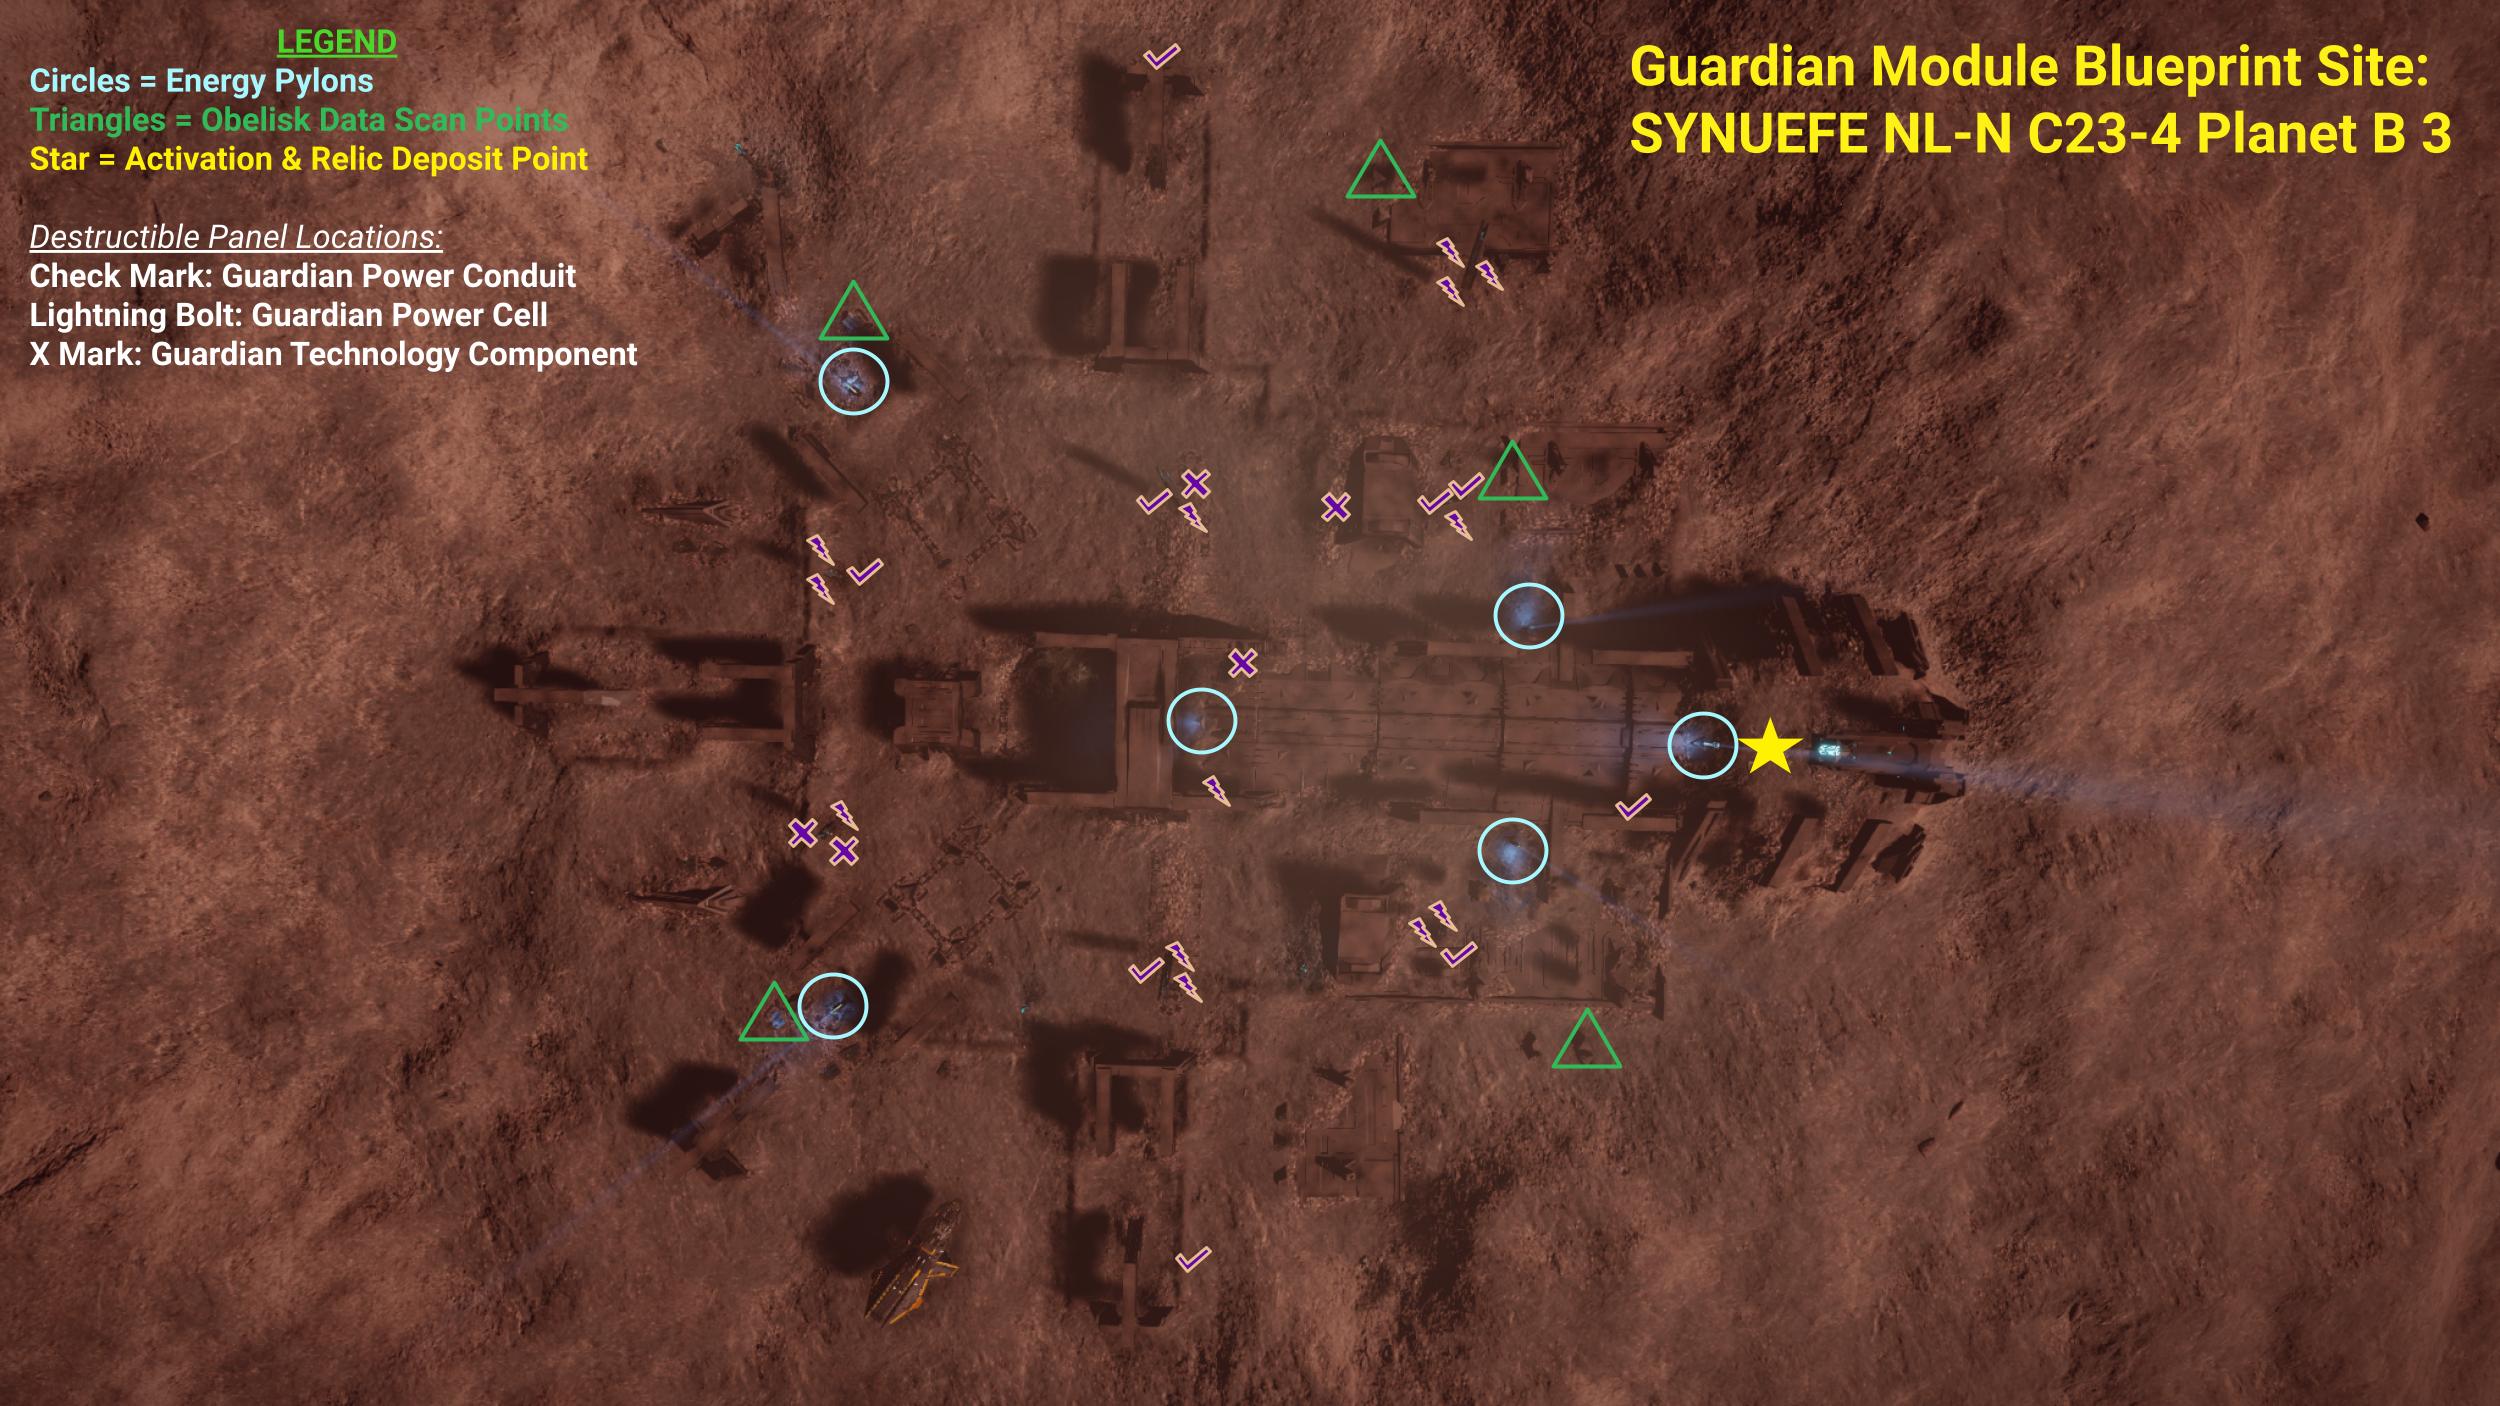 LEGEND
Circles = Energy Pylons
Triangles = Obelisk Data Scan Points
Star = Activation & Relic Deposit Point
Destructible Panel Locations:
Check Mark: Guardian Power Conduit
Lightning Bolt: Guardian Power Cell
X Mark: Guardian Technology Component
Guardian Module Blueprint Site:
SYNUEFE NL-N C23-4 Planet B 3